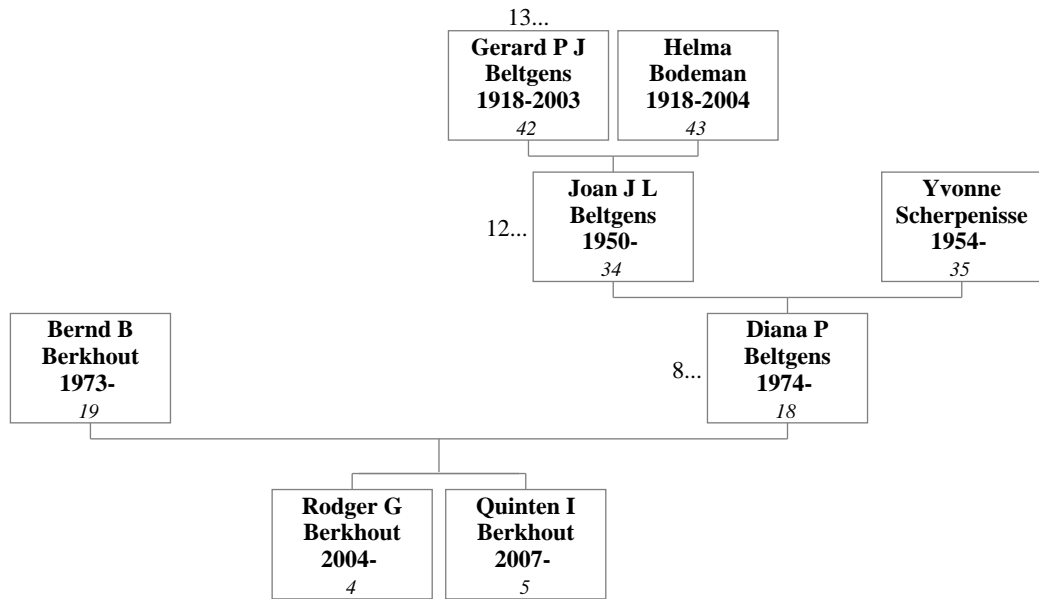 13...
Gerard P J
Beltgens
1918-2003
42
Helma
Bodeman
1918-2004
43
12...
Joan J L
Beltgens
1950-
34
Yvonne
Scherpenisse
1954-
35
Bernd B
Berkhout
1973-
19
8...
Diana P
Beltgens
1974-
18
Rodger G
Berkhout
2004-
4
Quinten I
Berkhout
2007-
5